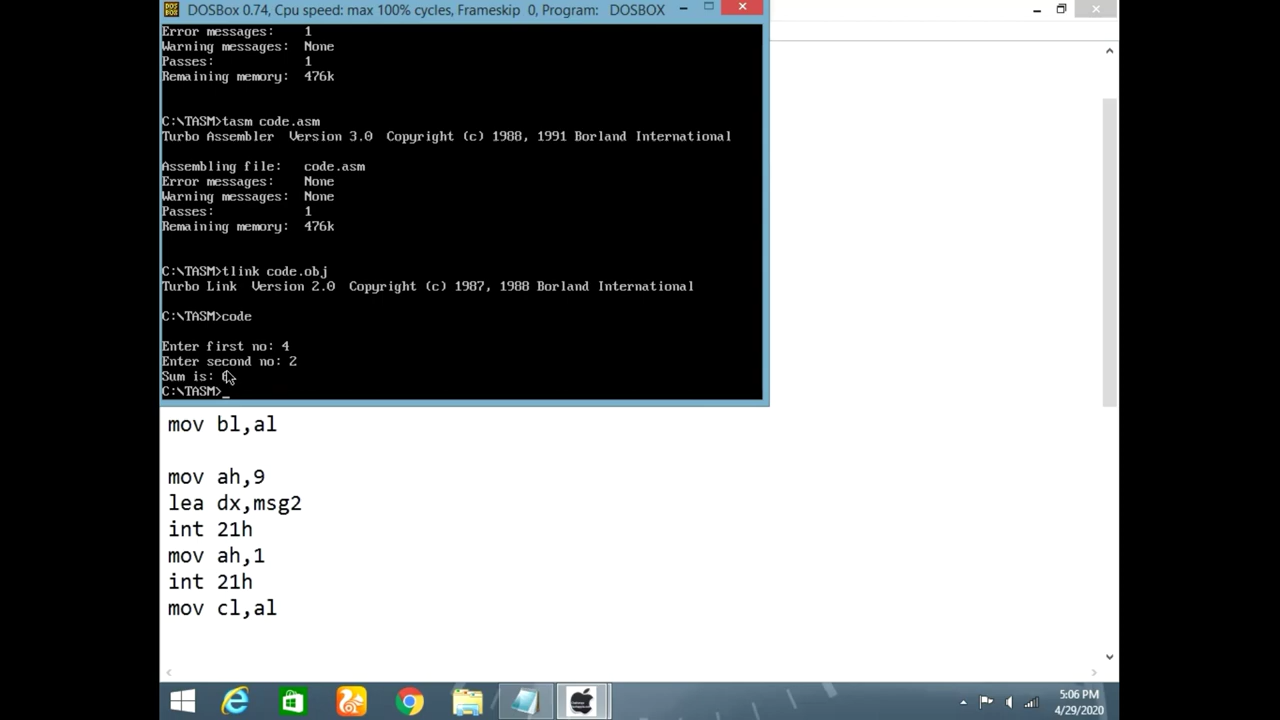 DOSBox 0.74, Cpu speed: max 100% cycles, Frameskip 0, Program: DOSBOX
Error messages: 1
Warning messages: None
Passes: 1
Remaining memory: 476k
C:\TASM>tasm code.asm
Turbo Assembler Version 3.0 Copyright (c) 1988, 1991 Borland International
Assembling file: code.asm
Error messages: None
Warning messages: None
Passes: 1
Remaining memory: 476k
C:\TASM>tlink code.obj
Turbo Link Version 2.0 Copyright (c) 1987, 1988 Borland International
C:\TASM>code
Enter first no: 4
Enter second no: 2
Sum is: 6
C:\TASM>_
mov bl,al
mov ah,9
lea dx,msg2
int 21h
mov ah,1
int 21h
mov cl,al
5:06 PM
4/29/2020